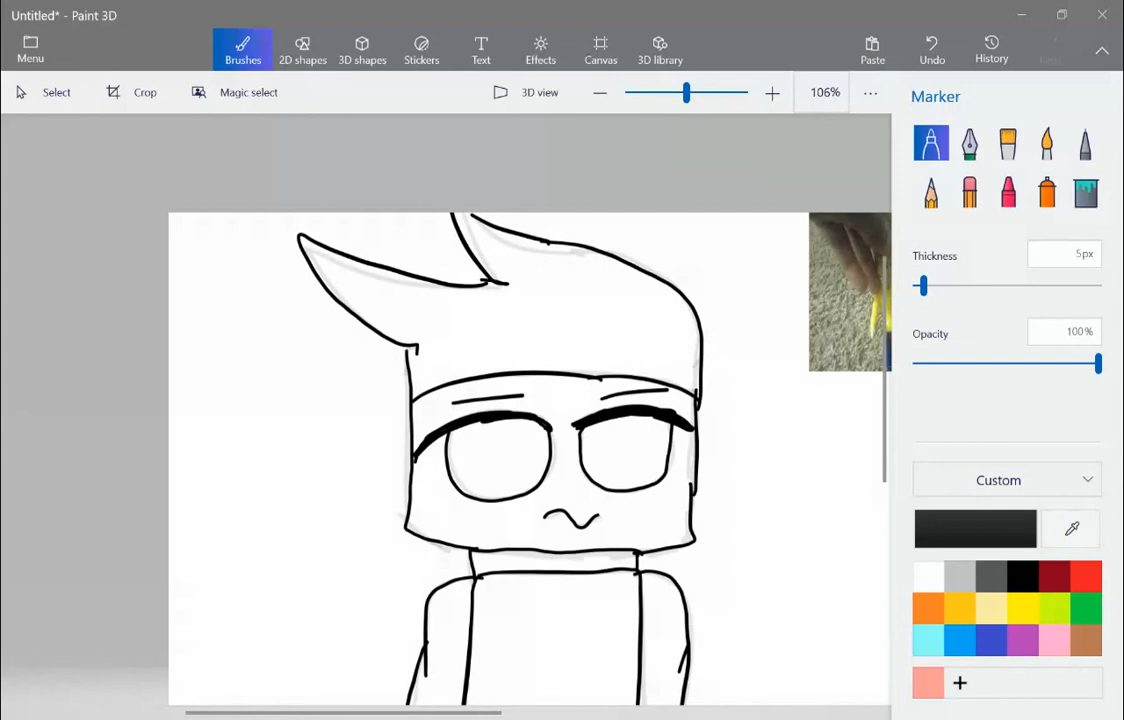 Untitled* - Paint 3D
Menu
Brushes
2D shapes
3D shapes
Stickers
Text
Effects
Canvas
3D library
Paste
Undo
History
Select
Crop
Magic select
3D view
106%
Marker
Thickness
5px
Opacity
100%
Custom